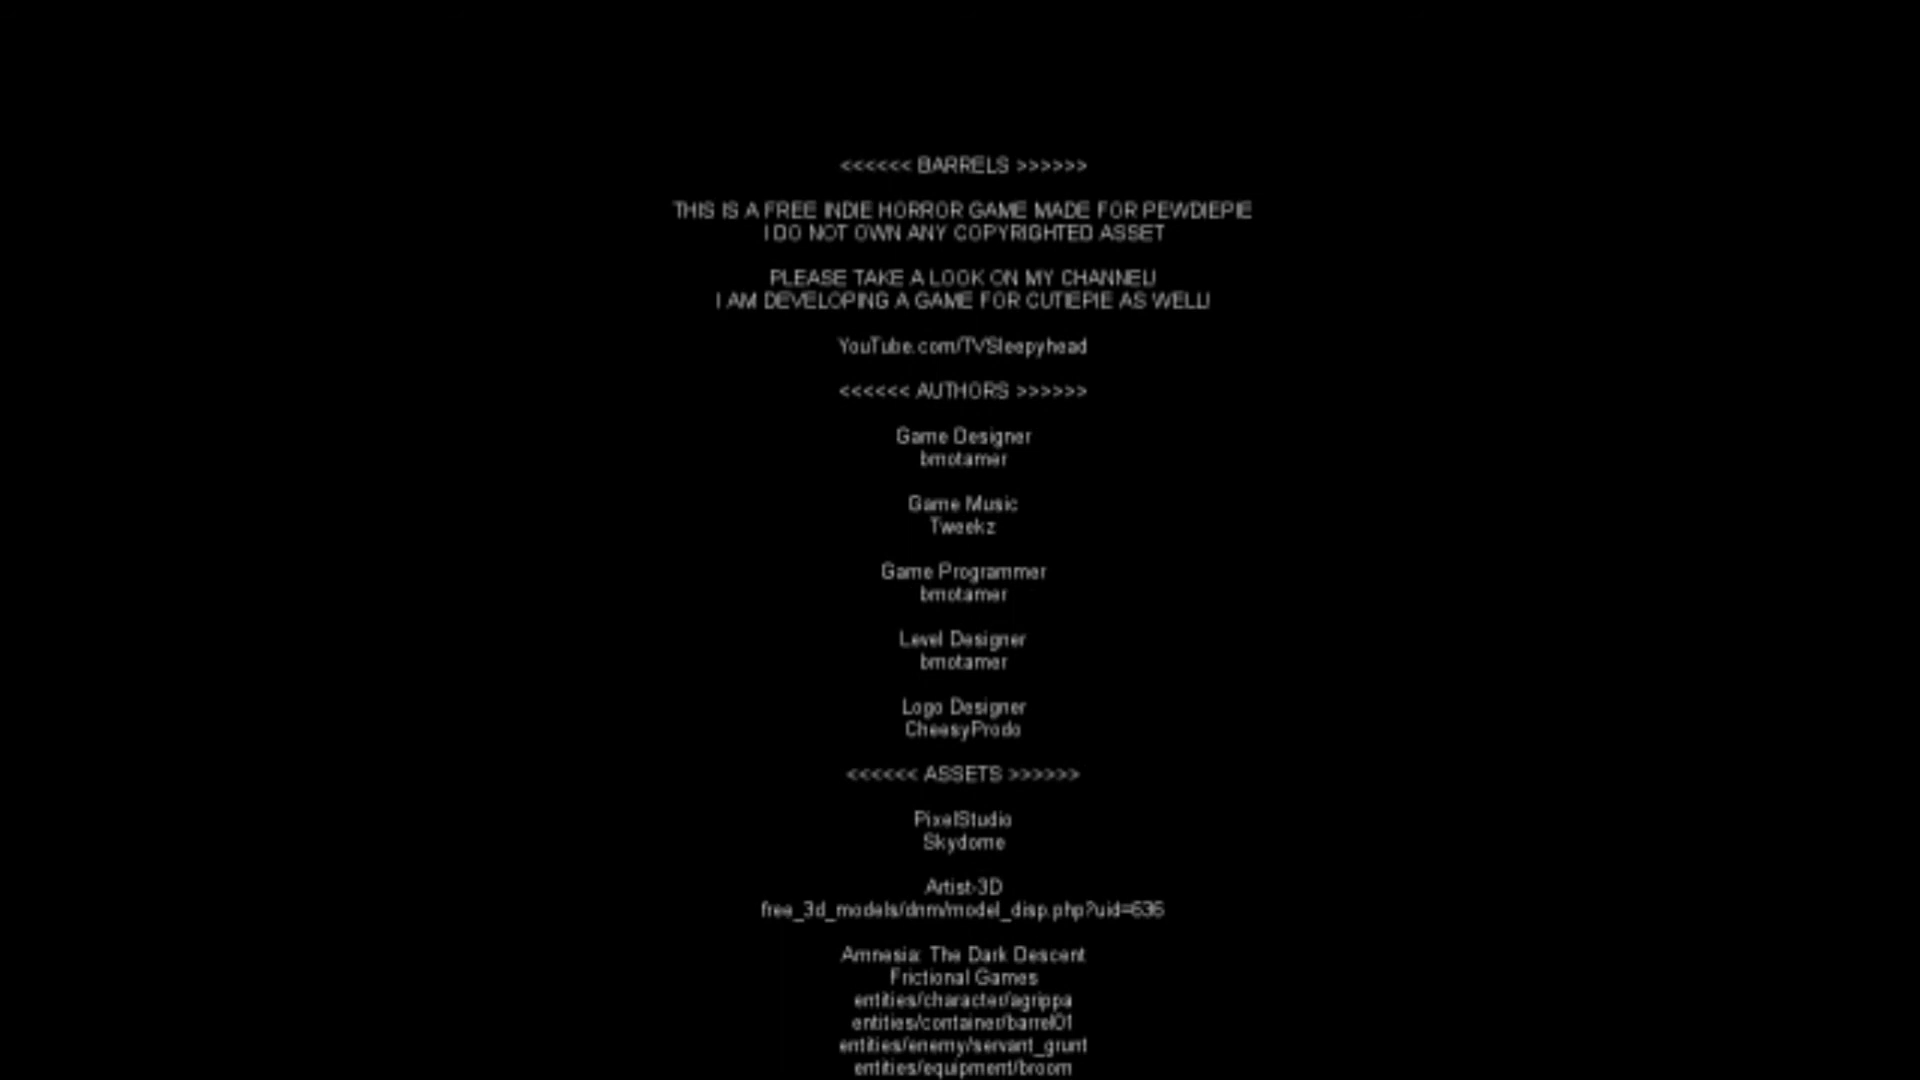 <<<<<< BARRELS >>>>>>
THIS IS A FREE INDIE HORROR GAME MADE FOR PEWDIEPIE
I DO NOT OWN ANY COPYRIGHTED ASSET
PLEASE TAKE A LOOK ON MY CHANNEL!
I AM DEVELOPING A GAME FOR CUTIEPIE AS WELL!
YouTube.com/TVSleepyhead
<<<<<< AUTHORS >>>>>>
Game Designer
bmotamer
Game Music
Tweekz
Game Programmer
bmotamer
Level Designer
bmotamer
Logo Designer
CheesyProdo
<<<<<< ASSETS >>>>>>
PixelStudio
Skydome
Artist-3D
free_3d_models/dnm/model_disp.php?uid=636
Amnesia: The Dark Descent
Frictional Games
entities/character/agrippa
entities/container/barrel01
entities/enemy/servant_grunt
entities/equipment/broom